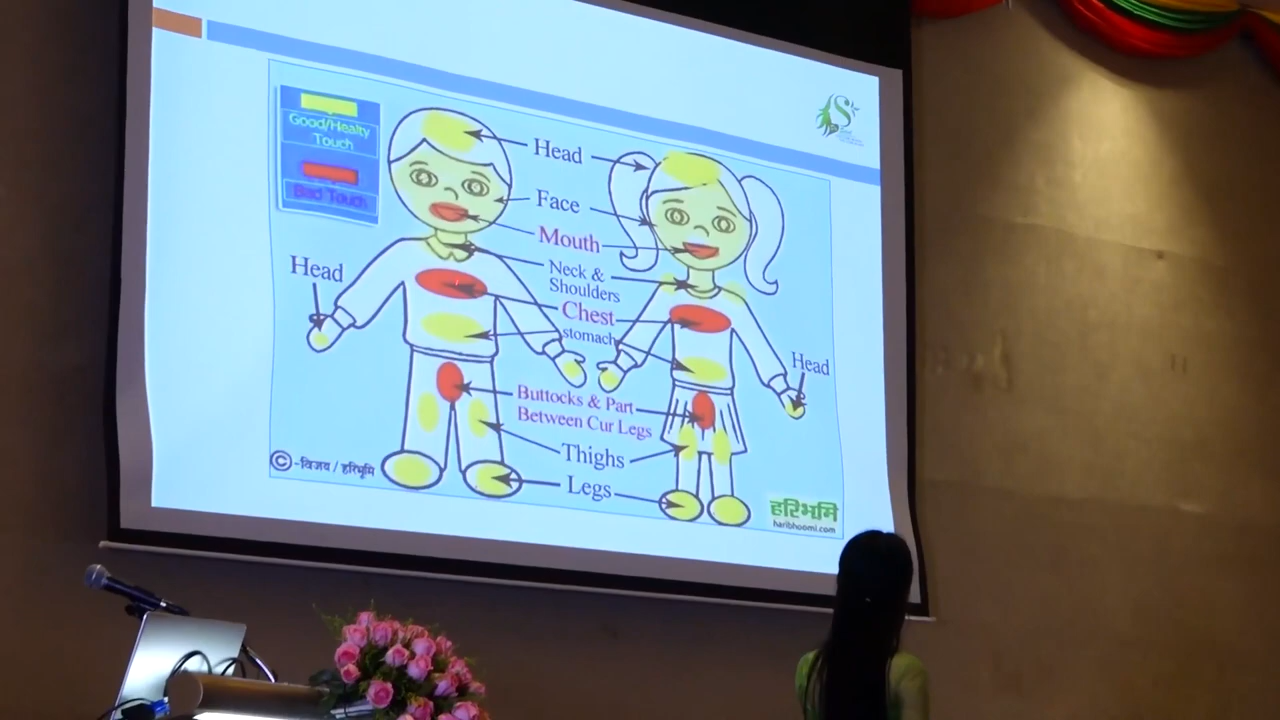 Good/Healty
Touch
Bad Touch
Head
Face
Mouth
Neck &
Shoulders
Head
Chest
stomach
Head
Buttocks & Part
Between Cur Legs
Thighs
Legs
©-विजय / हरिभूमि
हरिभूमि
haribhoomi.com